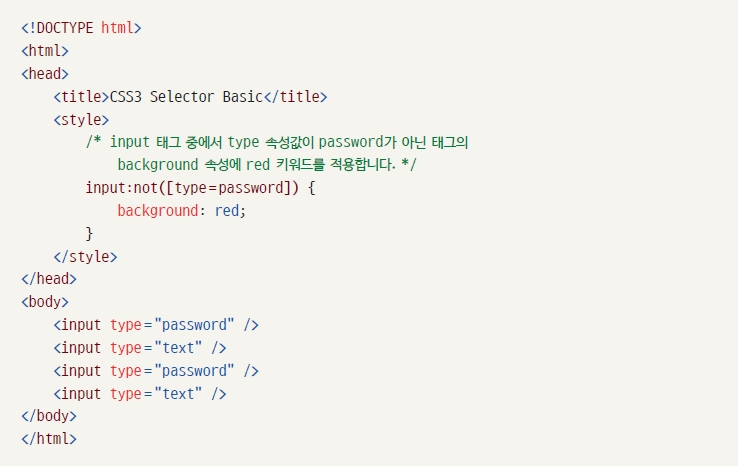 <!DOCTYPE html>
<html>
<head>
    <title>CSS3 Selector Basic</title>
    <style>
        /* input 태그 중에서 type 속성값이 password가 아닌 태그의
            background 속성에 red 키워드를 적용합니다. */
        input:not([type=password]) {
            background: red;
        }
    </style>
</head>
<body>
    <input type="password" />
    <input type="text" />
    <input type="password" />
    <input type="text" />
</body>
</html>